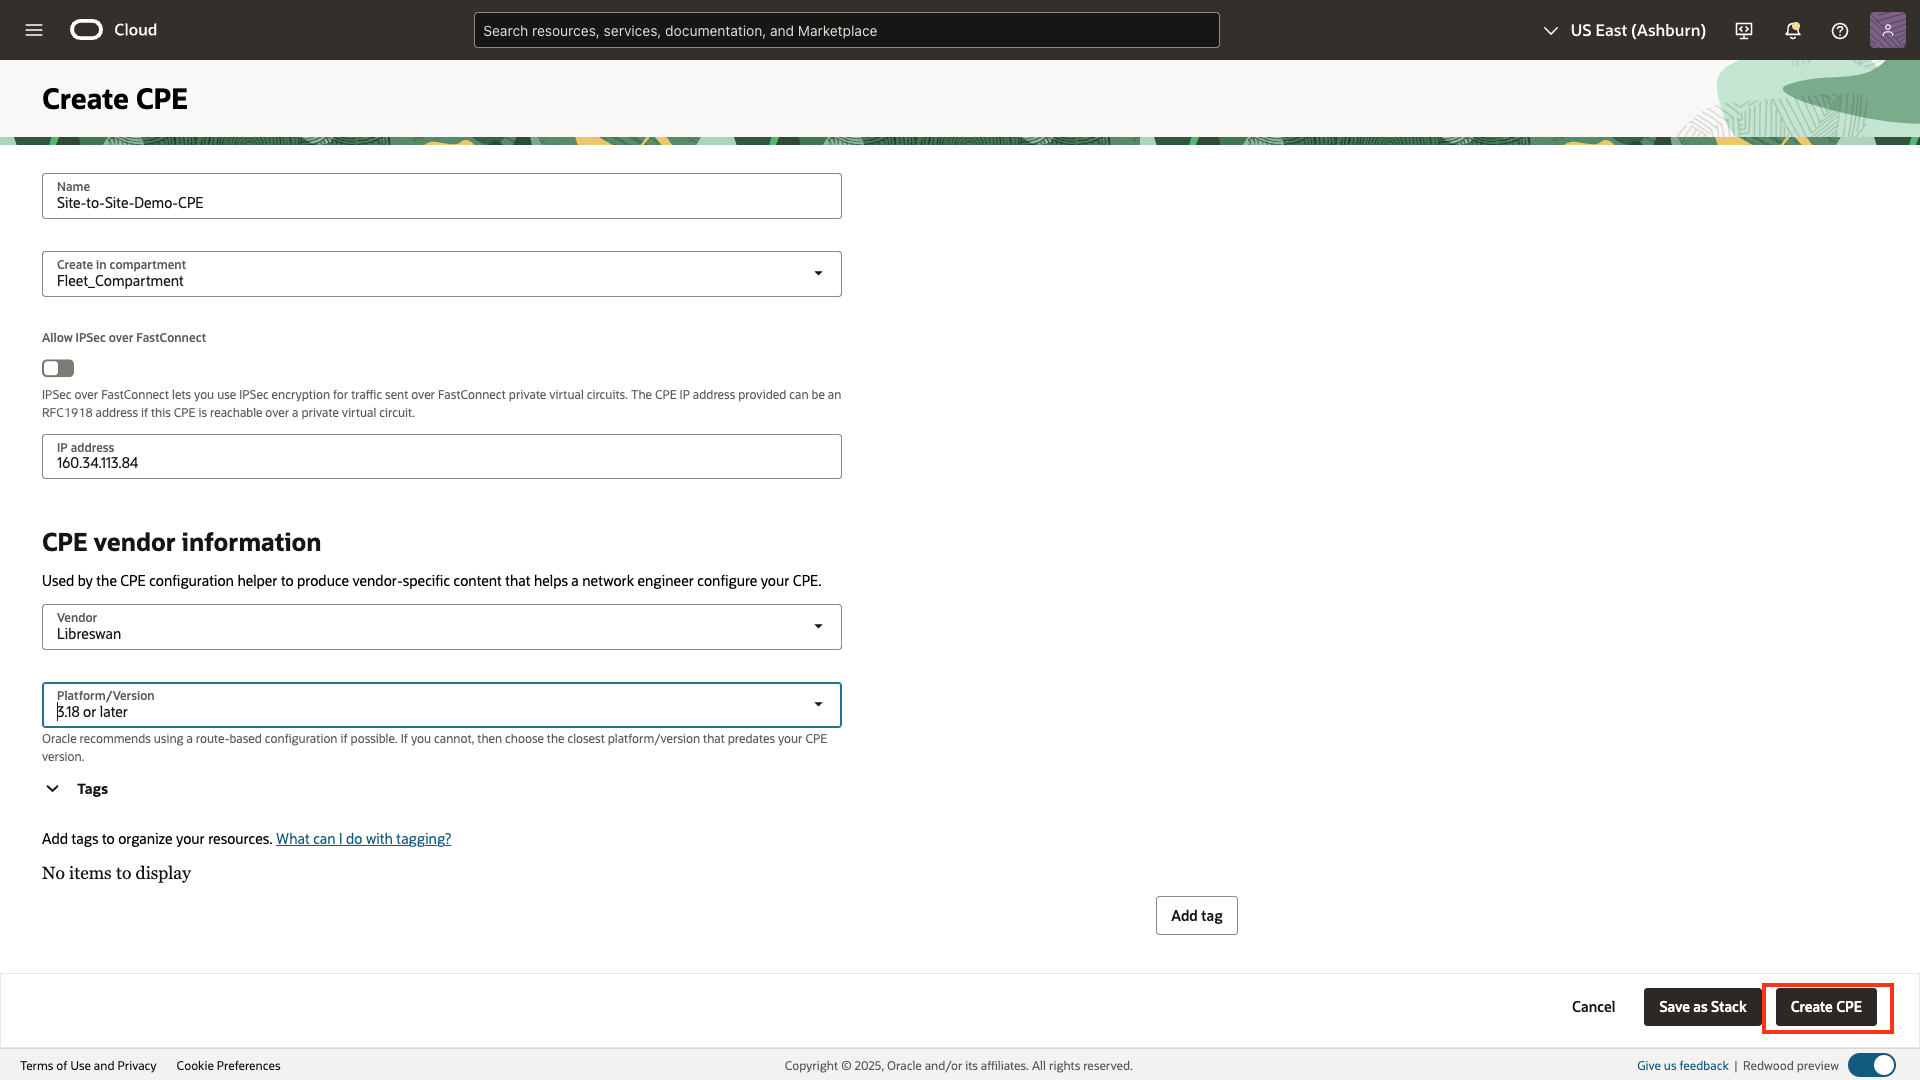 Cloud
Search resources, services, documentation, and Marketplace
US East (Ashburn)
Create CPE
Name
Site-to-Site-Demo-CPE
Create in compartment
Fleet_Compartment
Allow IPSec over FastConnect
IPSec over FastConnect lets you use IPSec encryption for traffic sent over FastConnect private virtual circuits. The CPE IP address provided can be an
RFC1918 address if this CPE is reachable over a private virtual circuit.
IP address
160.34.113.84
CPE vendor information
Used by the CPE configuration helper to produce vendor-specific content that helps a network engineer configure your CPE.
Vendor
Libreswan
Platform/Version
3.18 or later
Oracle recommends using a route-based configuration if possible. If you cannot, then choose the closest platform/version that predates your CPE
version.
Tags
Add tags to organize your resources. What can I do with tagging?
No items to display
Add tag
Cancel
Save as Stack
Create CPE
Terms of Use and Privacy
Cookie Preferences
Copyright © 2025, Oracle and/or its affiliates. All rights reserved.
Give us feedback | Redwood preview